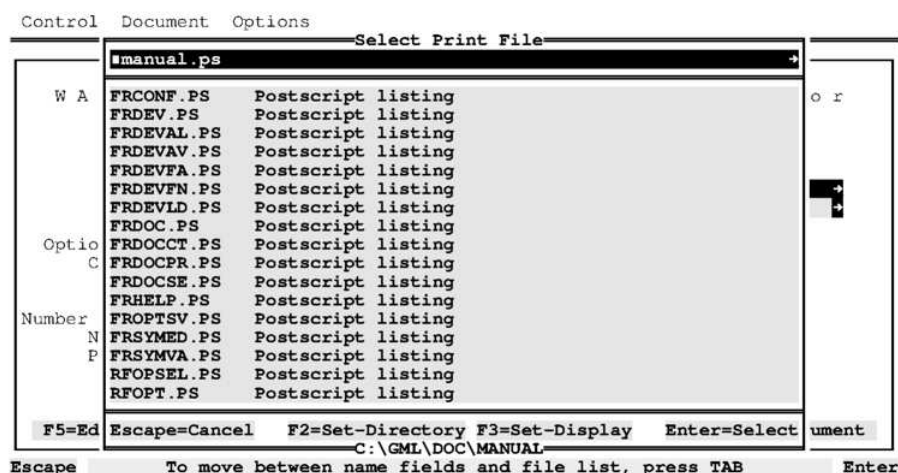 Control Document Options
Select Print File
manual.ps
W A
o r
FRCONF.PS Postscript listing
FRDEV.PS Postscript listing
FRDEVAL.PS Postscript listing
FRDEVAV.PS Postscript listing
FRDEVFA.PS Postscript listing
FRDEVFN.PS Postscript listing
FRDEVLD.PS Postscript listing
FRDOC.PS Postscript listing
Optio FRDOCCT.PS Postscript listing
C FRDOCPR.PS Postscript listing
FRDOCSE.PS Postscript listing
FRHELP.PS Postscript listing
Number FROPTSV.PS Postscript listing
N FRSYMED.PS Postscript listing
P FRSYMVA.PS Postscript listing
RFOPSEL.PS Postscript listing
RFOPT.PS Postscript listing
F5=Ed Escape=Cancel F2=Set-Directory F3=Set-Display Enter=Select ument
C:\GML\DOC\MANUAL
Escape To move between name fields and file list, press TAB Enter